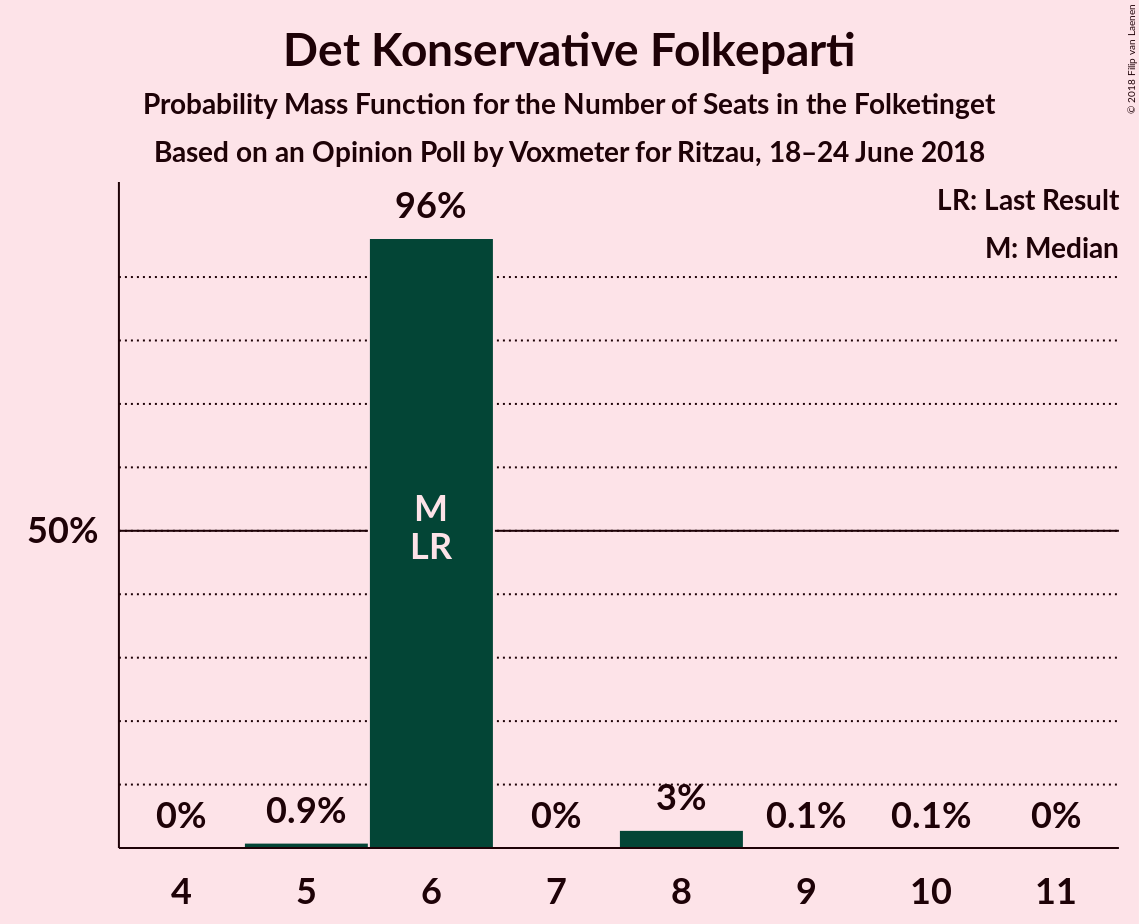 Det Konservative Folkeparti
Probability Mass Function for the Number of Seats in the Folketinget
Based on an Opinion Poll by Voxmeter for Ritzau, 18–24 June 2018
© 2018 Filip van Laenen
LR: Last Result
M: Median
96%
50%
M
LR
0%
0.9%
0%
3%
0.1%
0.1%
0%
4 5 6 7 8 9 10 11